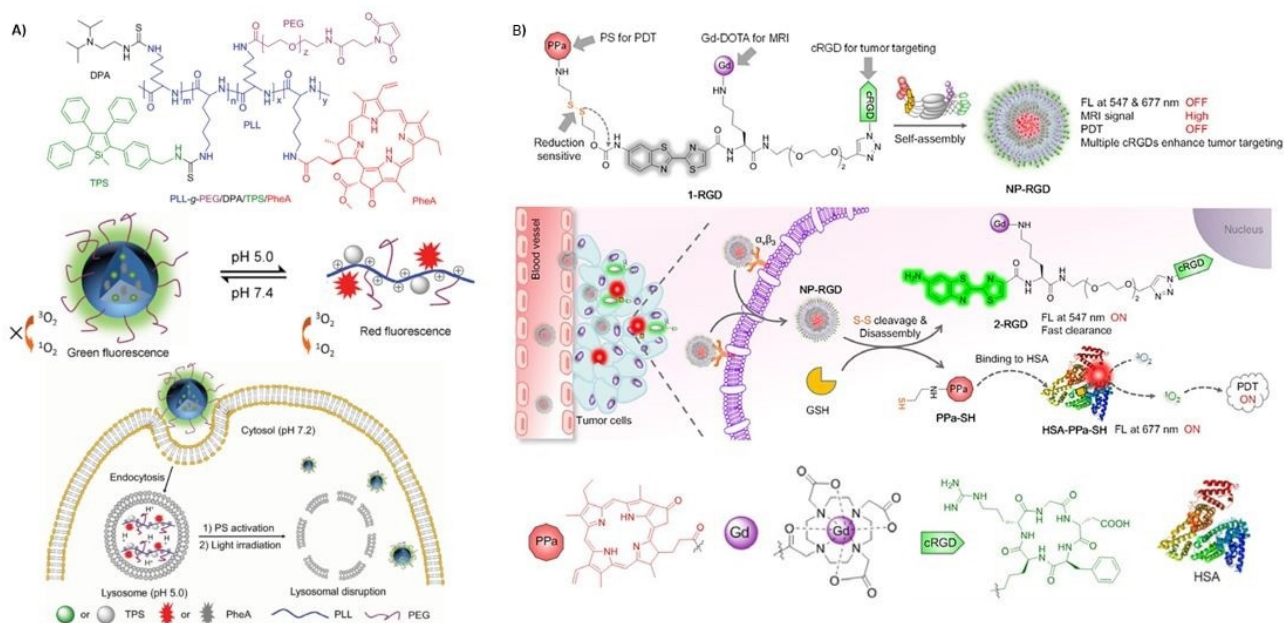 A)
DPA
PEG
PLL
TPS
PheA
PLL-g-PEG/DPA/TPS/PheA
pH 5.0
pH 7.4
³O₂
¹O₂
Green fluorescence
³O₂
¹O₂
Red fluorescence
Cytosol (pH 7.2)
Endocytosis
1) PS activation
2) Light irradiation
Lysosome (pH 5.0)
Lysosomal disruption
or TPS or PheA PLL PEG
B)
PPa
PS for PDT
Gd-DOTA for MRI
Gd
cRGD for tumor targeting
cRGD
Reduction
sensitive
1-RGD
Self-assembly
FL at 547 & 677 nm OFF
MRI signal High
PDT OFF
Multiple cRGDs enhance tumor targeting
NP-RGD
Blood vessel
Tumor cells
αᵥβ₃
NP-RGD
GSH
S-S cleavage &
Disassembly
Gd
Nucleus
cRGD
2-RGD
FL at 547 nm ON
Fast clearance
PPa
PPa-SH
Binding to HSA
³O₂
¹O₂
PDT
ON
HSA-PPa-SH FL at 677 nm ON
PPa
Gd
Gd
cRGD
HSA